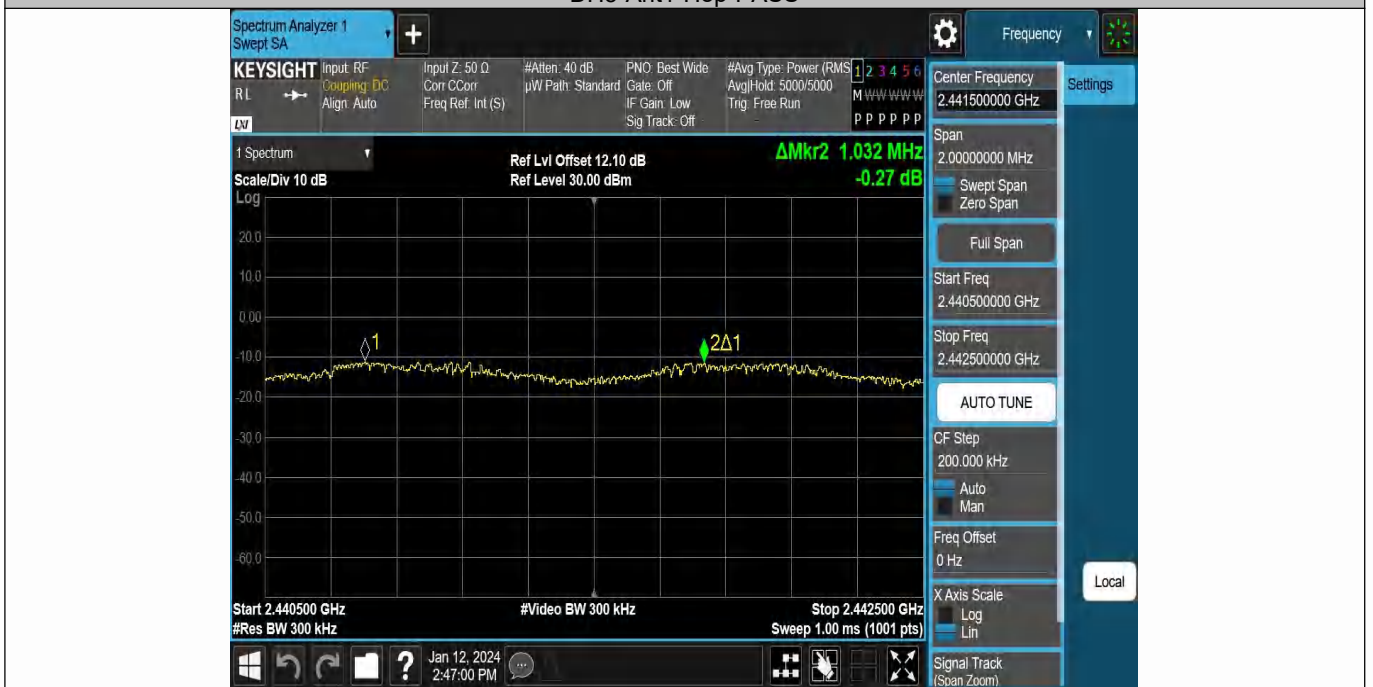 Spectrum Analyzer 1
Swept SA
+
Frequency
KEYSIGHT
RL
LXI
Input: RF
Coupling: DC
Align: Auto
Input Z: 50 Ω
Corr CCorr
Freq Ref: Int (S)
#Atten: 40 dB
µW Path: Standard
PNO: Best Wide
Gate: Off
IF Gain: Low
Sig Track: Off
#Avg Type: Power (RMS
Avg|Hold: 5000/5000
Trig: Free Run
1 2 3 4 5 6
M W W W W W
P P P P P P
1 Spectrum
Scale/Div 10 dB
Ref Lvl Offset 12.10 dB
Ref Level 30.00 dBm
ΔMkr2 1.032 MHz
-0.27 dB
Log
20.0
10.0
0.00
-10.0
-20.0
-30.0
-40.0
-50.0
-60.0
1
2Δ1
Start 2.440500 GHz
#Res BW 300 kHz
#Video BW 300 kHz
Stop 2.442500 GHz
Sweep 1.00 ms (1001 pts)
Center Frequency
2.441500000 GHz
Settings
Span
2.00000000 MHz
Swept Span
Zero Span
Full Span
Start Freq
2.440500000 GHz
Stop Freq
2.442500000 GHz
AUTO TUNE
CF Step
200.000 kHz
Auto
Man
Freq Offset
0 Hz
X Axis Scale
Log
Lin
Local
Signal Track
(Span Zoom)
?
Jan 12, 2024
2:47:00 PM